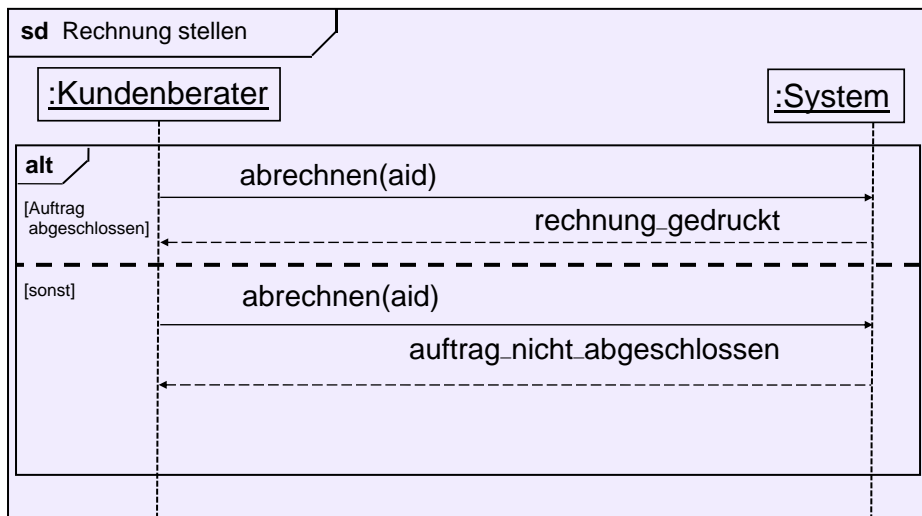 sd Rechnung stellen
:Kundenberater
:System
alt
abrechnen(aid)
[Auftrag
abgeschlossen]
rechnung_gedruckt
[sonst]
abrechnen(aid)
auftrag_nicht_abgeschlossen